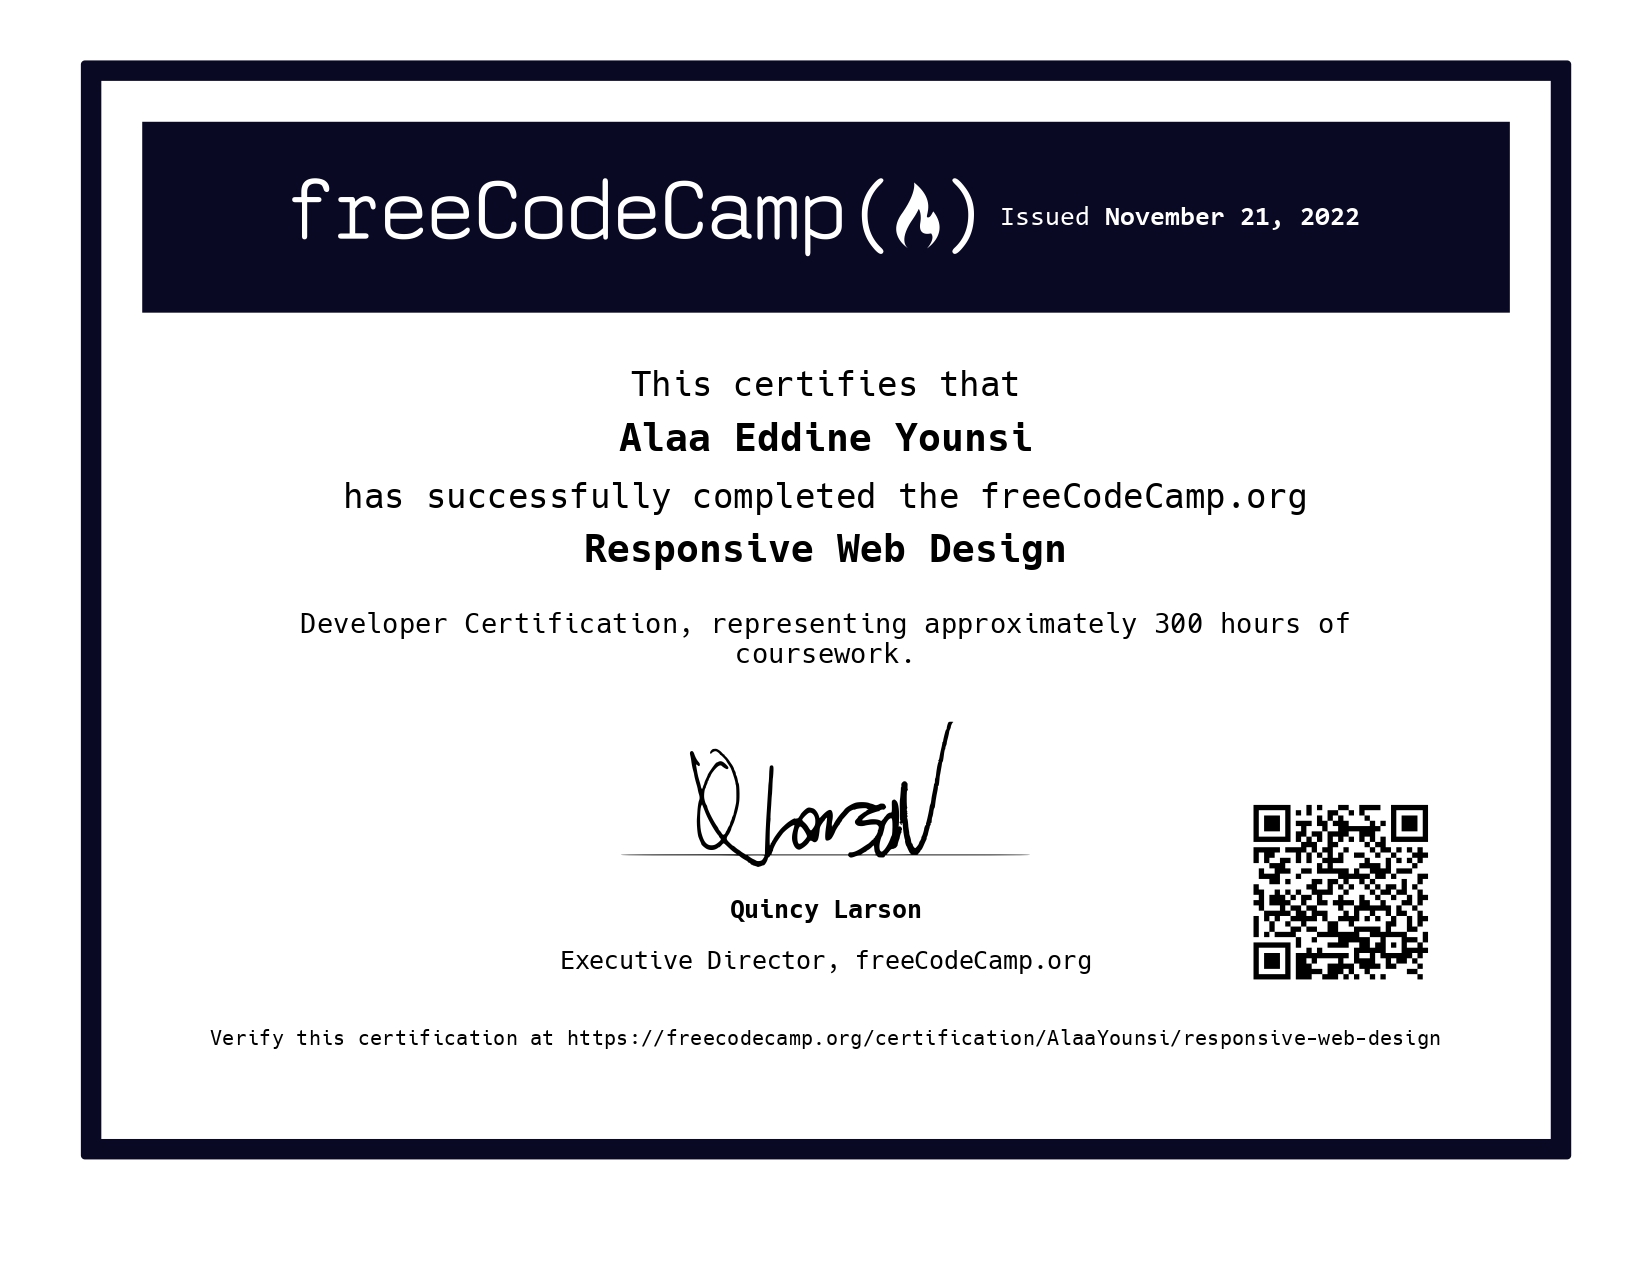 freeCodeCamp(🔥) Issued November 21, 2022
This certifies that
Alaa Eddine Younsi
has successfully completed the freeCodeCamp.org
Responsive Web Design
Developer Certification, representing approximately 300 hours of
coursework.
Quincy Larson
Executive Director, freeCodeCamp.org
Verify this certification at https://freecodecamp.org/certification/AlaaYounsi/responsive-web-design